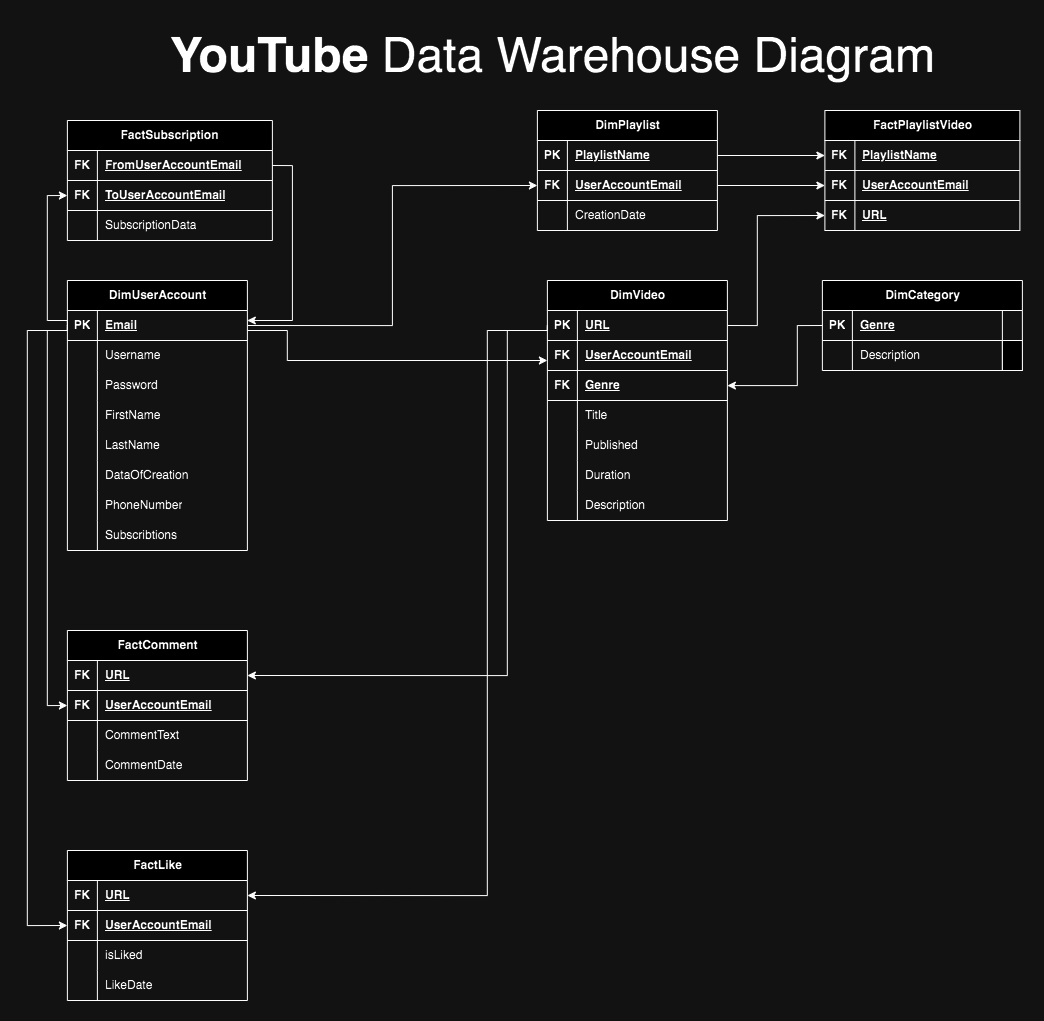 YouTube Data Warehouse Diagram
FactSubscription
FK FromUserAccountEmail
FK ToUserAccountEmail
SubscriptionData
DimPlaylist
PK PlaylistName
FK UserAccountEmail
CreationDate
FactPlaylistVideo
FK PlaylistName
FK UserAccountEmail
FK URL
DimUserAccount
PK Email
Username
Password
FirstName
LastName
DataOfCreation
PhoneNumber
Subscribtions
DimVideo
PK URL
FK UserAccountEmail
FK Genre
Title
Published
Duration
Description
DimCategory
PK Genre
Description
FactComment
FK URL
FK UserAccountEmail
CommentText
CommentDate
FactLike
FK URL
FK UserAccountEmail
isLiked
LikeDate